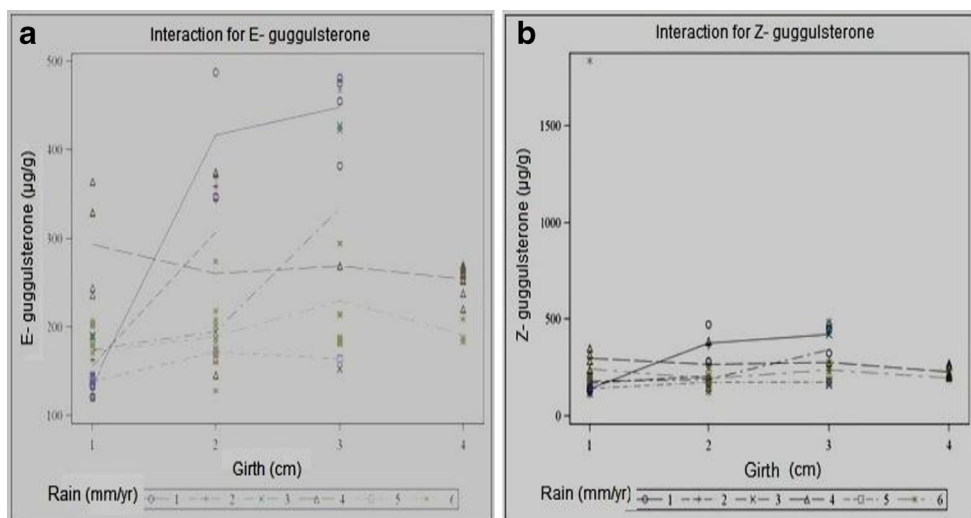 a
Interaction for E- guggulsterone
E- guggulsterone (µg/g)
500
400
300
200
100
1 2 3 4
Girth (cm)
Rain (mm/yr) 1 2 3 4 5 6
b
Interaction for Z- guggulsterone
Z- guggulsterone (µg/g)
1500
1000
500
0
1 2 3 4
Girth (cm)
Rain (mm/yr) 1 2 3 4 5 6